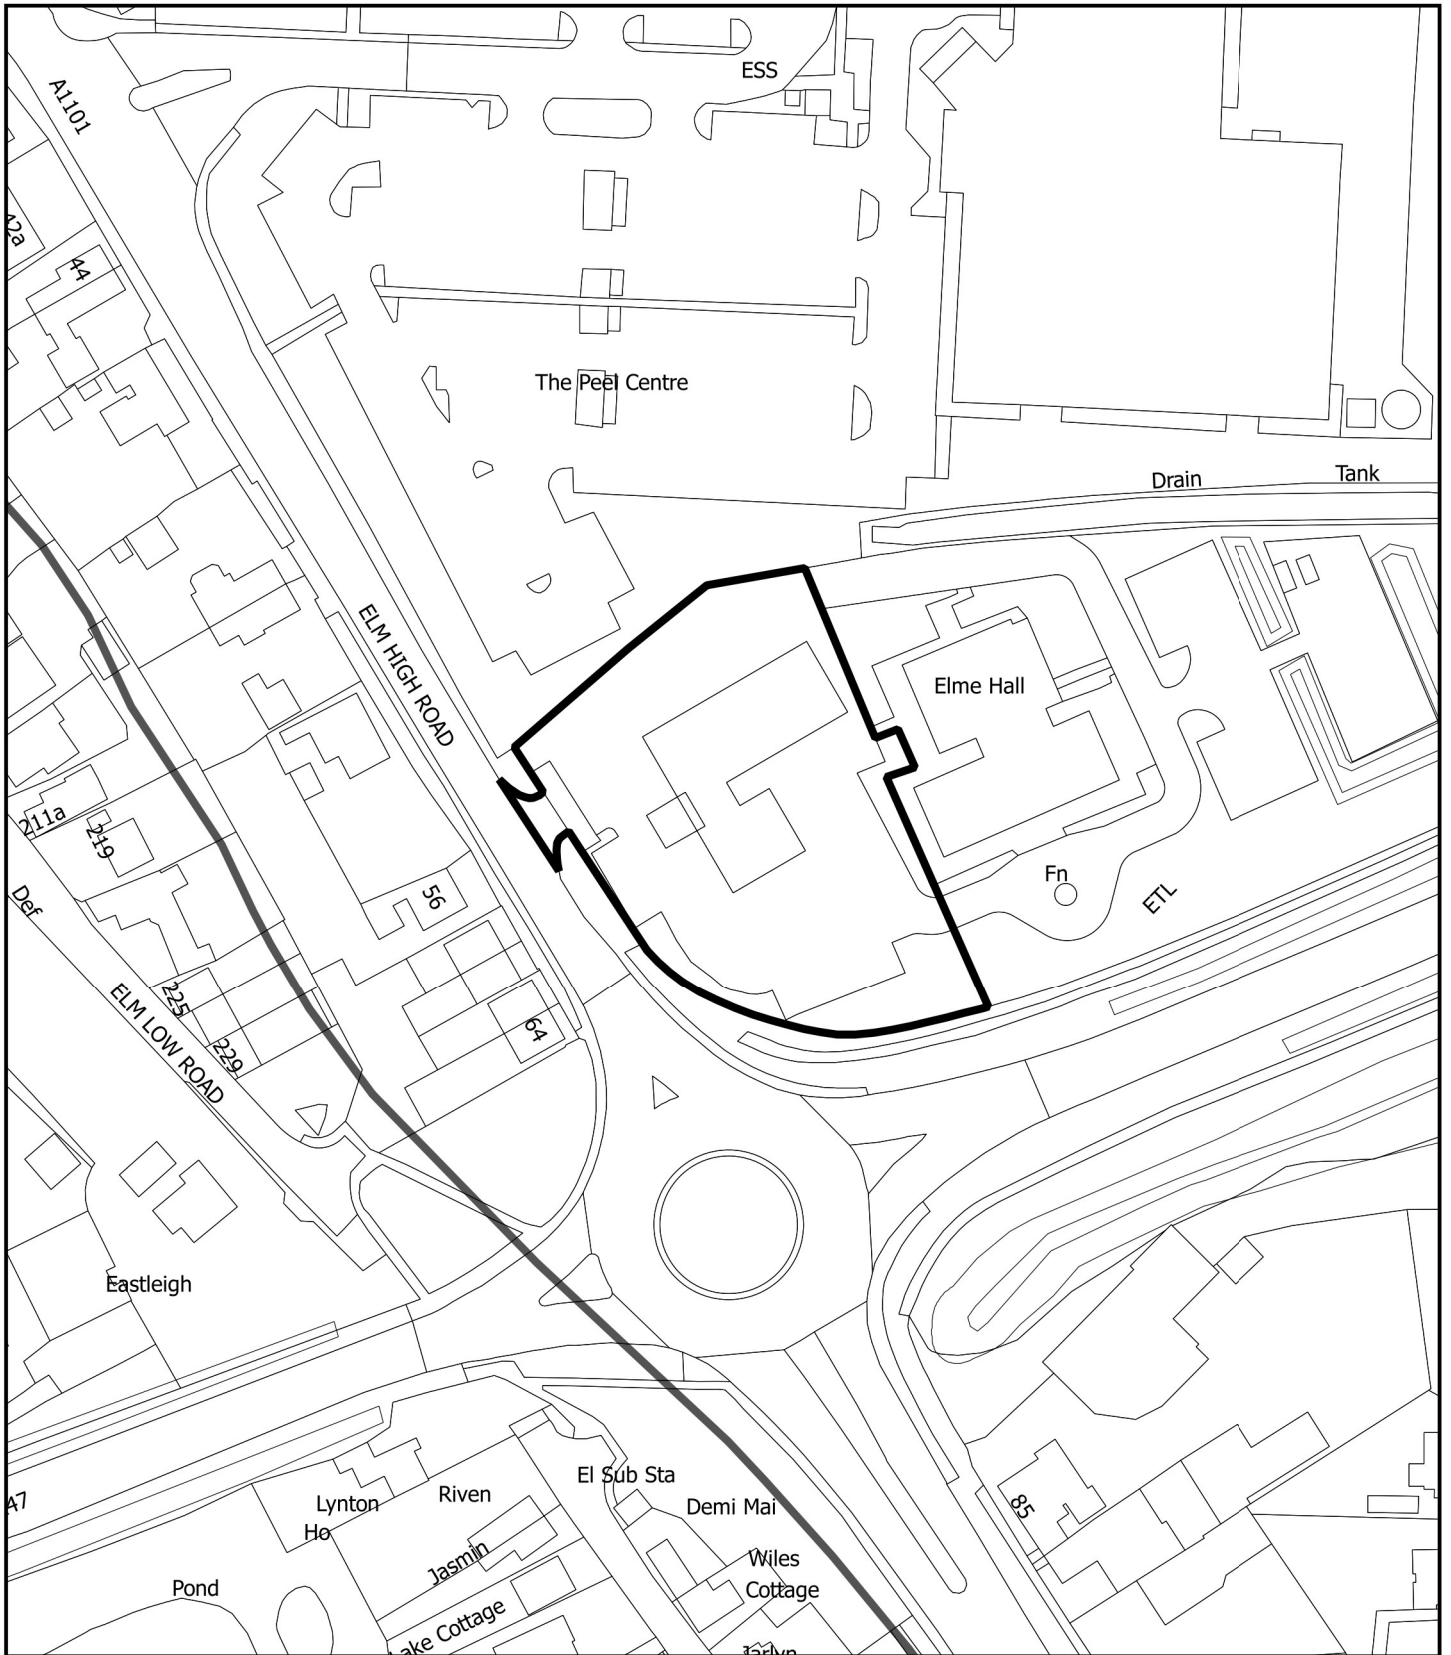 ESS
A1101
42a
44
The Peel Centre
Drain
Tank
ELM HIGH ROAD
Elme Hall
211a
219
56
Fn
ETL
Def
225
ELM LOW ROAD
229
64
Eastleigh
47
Lynton
Ho
Riven
El Sub Sta
Demi Mai
85
Jasmin
Wiles
Cottage
Pond
Lake Cottage
Jarlyn